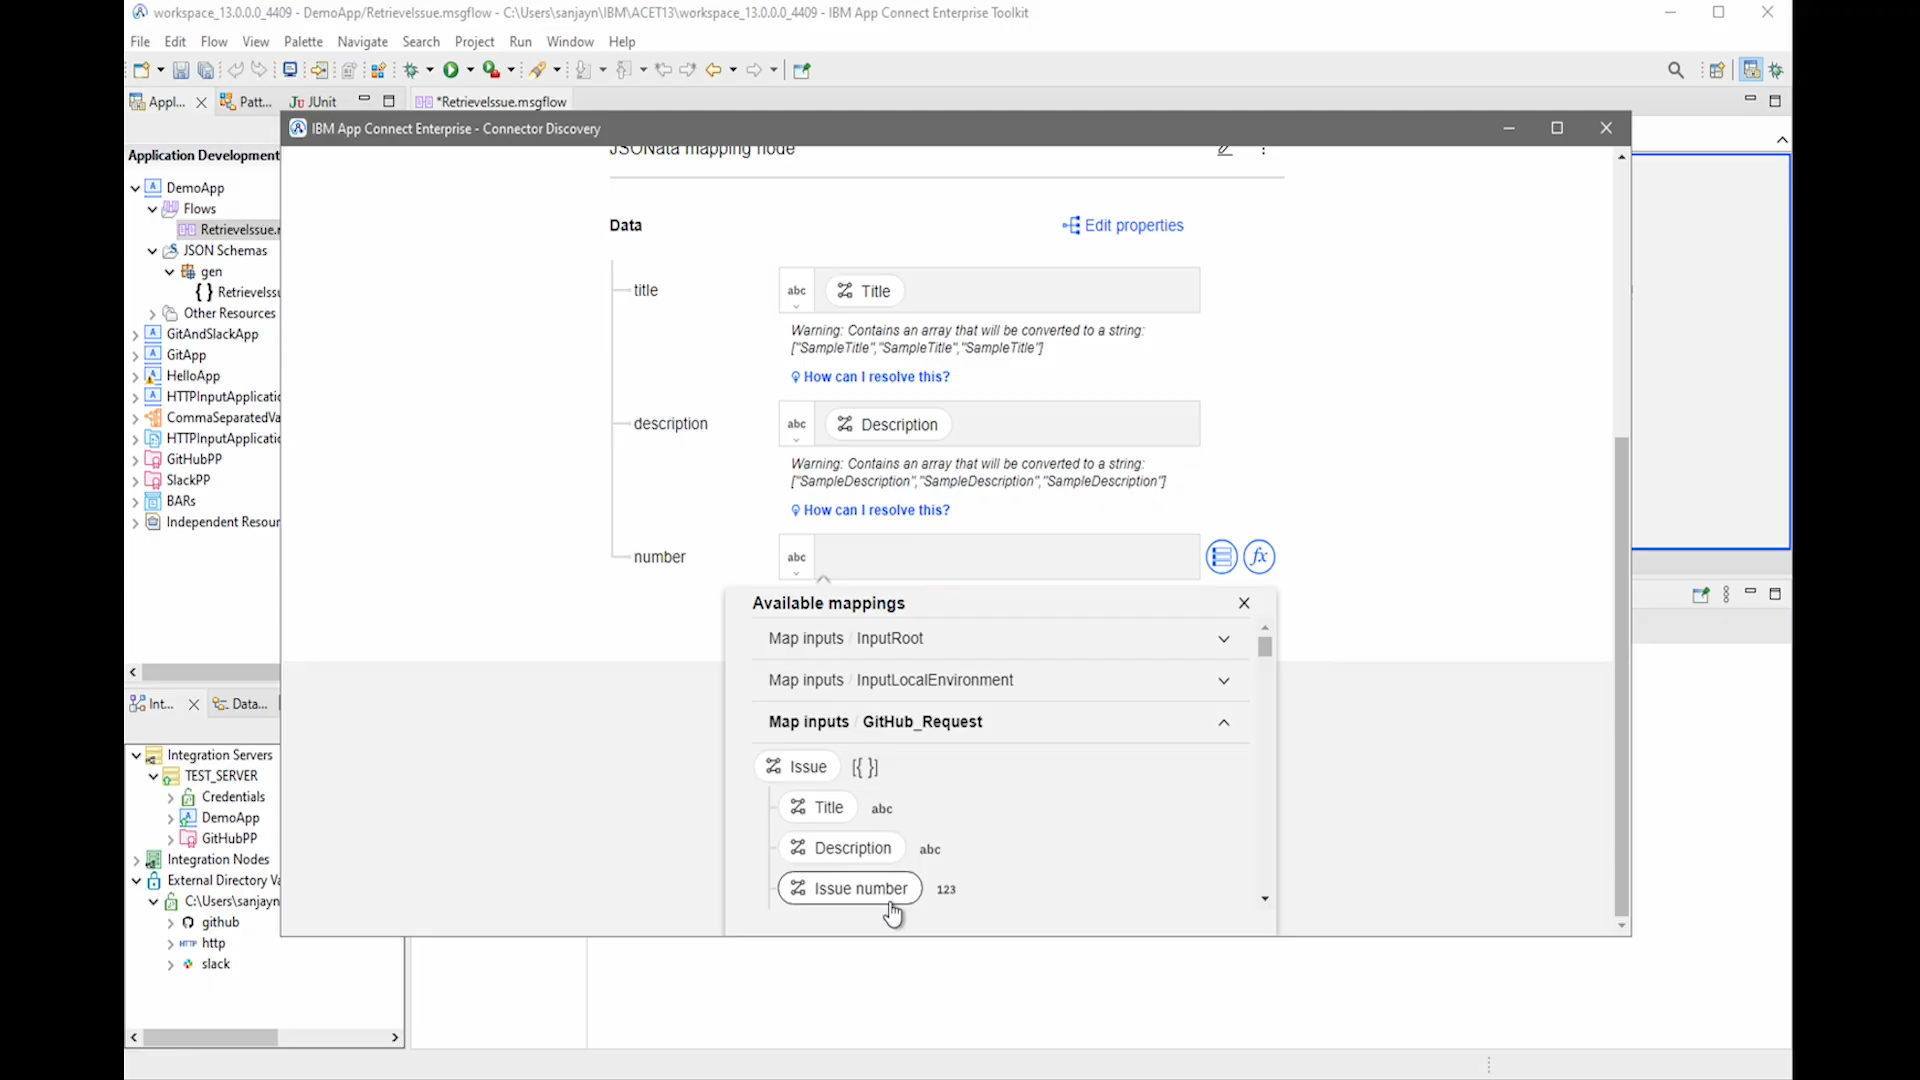 workspace_13.0.0.0_4409 - DemoApp/RetrieveIssue.msgflow - C:\Users\sanjayn\IBM\ACET13\workspace_13.0.0.0_4409 - IBM App Connect Enterprise Toolkit
File Edit Flow View Palette Navigate Search Project Run Window Help
Appl... Patt... JUnit *RetrieveIssue.msgflow
IBM App Connect Enterprise - Connector Discovery
JSONata mapping node
Application Development
DemoApp
Flows
RetrieveIssue.
JSON Schemas
gen
RetrieveIssu
Other Resources
GitAndSlackApp
GitApp
HelloApp
HTTPInputApplicatio
CommaSeparatedVa
HTTPInputApplicatio
GitHubPP
SlackPP
BARs
Independent Resour
Data
Edit properties
title
abc
Title
Warning: Contains an array that will be converted to a string:
["SampleTitle","SampleTitle","SampleTitle"]
How can I resolve this?
description
abc
Description
Warning: Contains an array that will be converted to a string:
["SampleDescription","SampleDescription","SampleDescription"]
How can I resolve this?
number
abc
fx
Available mappings
Map inputs / InputRoot
Map inputs / InputLocalEnvironment
Map inputs / GitHub_Request
Issue [{ }]
Title abc
Description abc
Issue number 123
Int... Data...
Integration Servers
TEST_SERVER
Credentials
DemoApp
GitHubPP
Integration Nodes
External Directory Va
C:\Users\sanjayn
github
HTTP http
slack